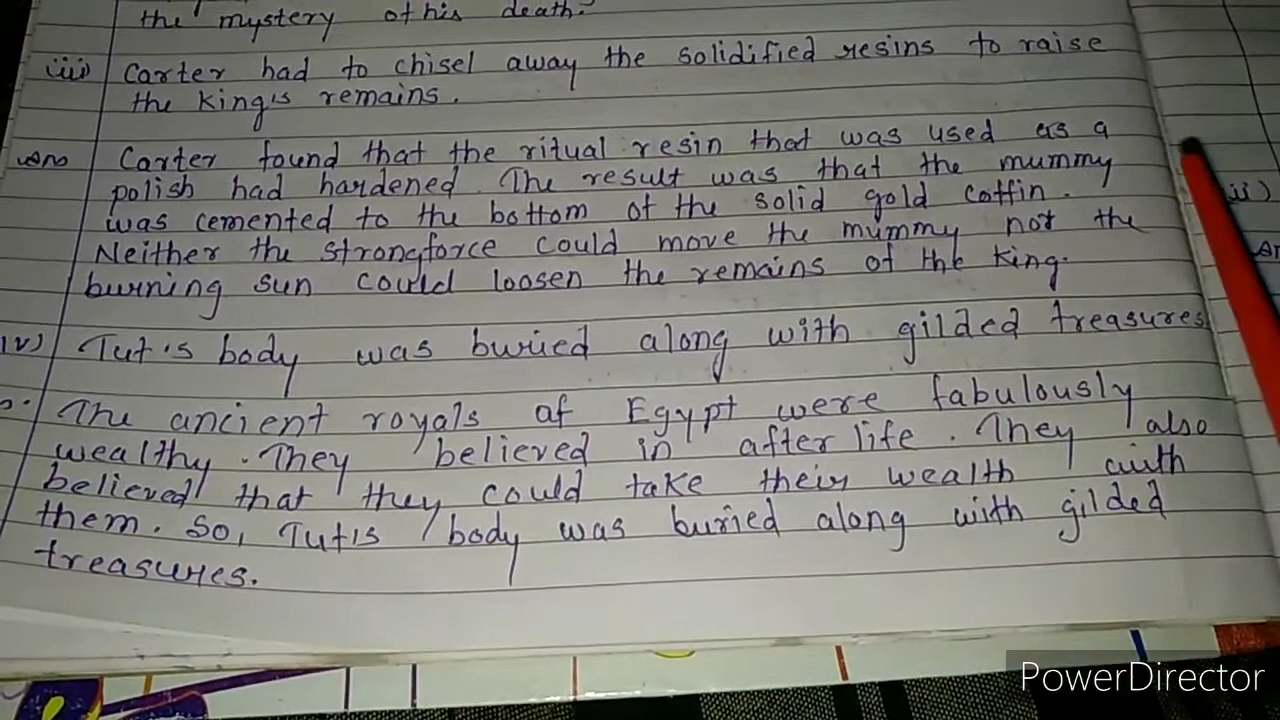 the mystery of his death.
iii) Carter had to chisel away the solidified resins to raise
the king's remains.
Ans Carter found that the ritual resin that was used as a
polish had hardened. The result was that the mummy
was cemented to the bottom of the solid gold coffin.
Neither the strongforce could move the mummy not the
burning sun could loosen the remains of the king.
iv) Tut's body was buried along with gilded treasures
The ancient royals of Egypt were fabulously
wealthy. They believed in after life. They also
believed that they could take their wealth with
them. So, Tut's body was buried along with gilded
treasures.
ii)
PowerDirector